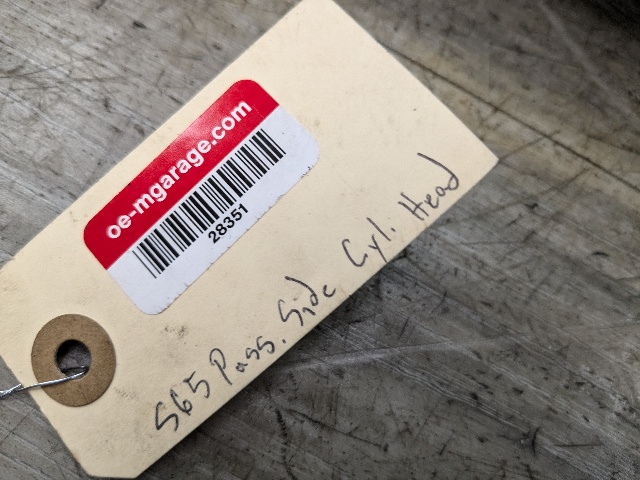 oe-mgarage.com
28351
S65 Pass. Side Cyl. Head